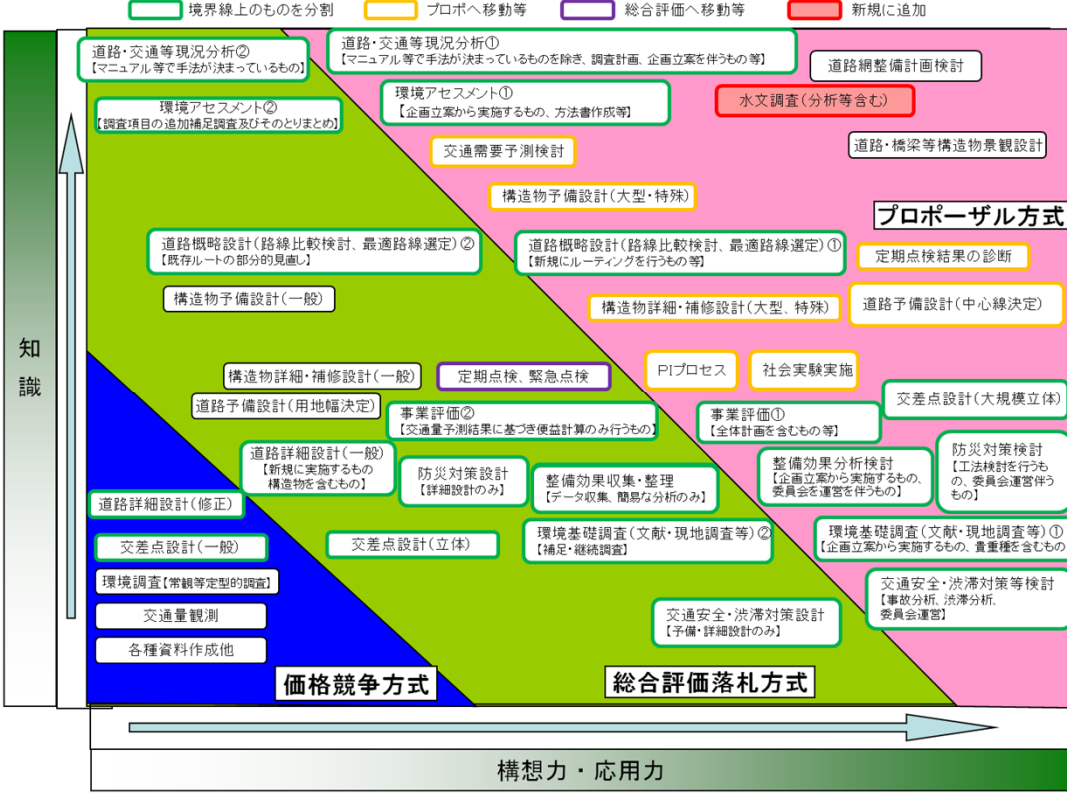 境界線上のものを分割
プロポへ移動等
総合評価へ移動等
新規に追加
道路・交通等現況分析②
【マニュアル等で手法が決まっているもの】
道路・交通等現況分析①
【マニュアル等で手法が決まっているものを除き、調査計画、企画立案を伴うもの等】
道路網整備計画検討
環境アセスメント②
【調査項目の追加補足調査及びそのとりまとめ】
環境アセスメント①
【企画立案から実施するもの、方法書作成等】
水文調査(分析等含む)
交通需要予測検討
道路・橋梁等構造物景観設計
構造物予備設計(大型・特殊)
プロポーザル方式
道路概略設計(路線比較検討、最適路線選定)②
【既存ルートの部分的見直し】
道路概略設計(路線比較検討、最適路線選定)①
【新規にルーティングを行うもの等】
定期点検結果の診断
構造物予備設計(一般)
構造物詳細・補修設計(大型、特殊)
道路予備設計(中心線決定)
知
識
構造物詳細・補修設計(一般)
定期点検、緊急点検
PIプロセス
社会実験実施
道路予備設計(用地幅決定)
事業評価②
【交通量予測結果に基づき便益計算のみ行うもの】
事業評価①
【全体計画を含むもの等】
交差点設計(大規模立体)
道路詳細設計(一般)
【新規に実施するもの
構造物を含むもの】
防災対策設計
【詳細設計のみ】
整備効果収集・整理
【データ収集、簡易な分析のみ】
整備効果分析検討
【企画立案から実施するもの、
委員会を運営を伴うもの】
防災対策検討
【工法検討を行うも
の、委員会運営伴う
もの】
道路詳細設計(修正)
交差点設計(一般)
交差点設計(立体)
環境基礎調査(文献・現地調査等)②
【補足・継続調査】
環境基礎調査(文献・現地調査等)①
【企画立案から実施するもの、貴重種を含むもの
環境調査【常観等定型的調査】
交通安全・渋滞対策等検討
【事故分析、渋滞分析、
委員会運営】
交通量観測
交通安全・渋滞対策設計
【予備・詳細設計のみ】
各種資料作成他
価格競争方式
総合評価落札方式
構想力・応用力